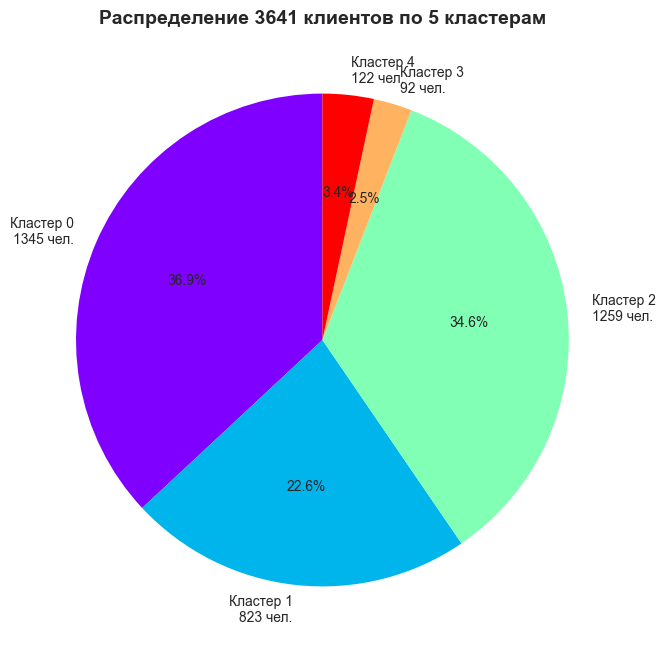 Распределение 3641 клиентов по 5 кластерам
Кластер 4
122 чел.
Кластер 3
92 чел.
3.4%
2.5%
Кластер 0
1345 чел.
36.9%
Кластер 2
1259 чел.
34.6%
22.6%
Кластер 1
823 чел.